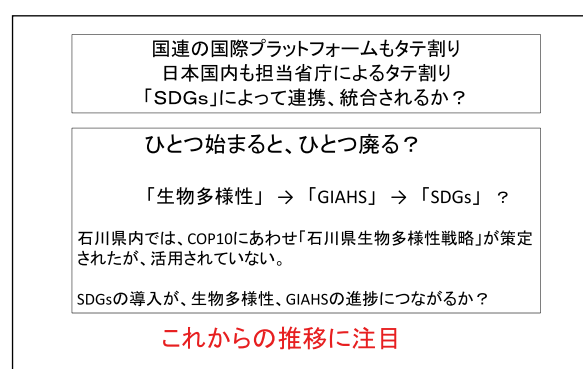 国連の国際プラットフォームもタテ割り
日本国内も担当省庁によるタテ割り
「SDGs」によって連携、統合されるか？
ひとつ始まると、ひとつ廃る？
「生物多様性」 → 「GIAHS」 → 「SDGs」 ？
石川県内では、COP10にあわせ「石川県生物多様性戦略」が策定
されたが、活用されていない。
SDGsの導入が、生物多様性、GIAHSの進捗につながるか？
これからの推移に注目